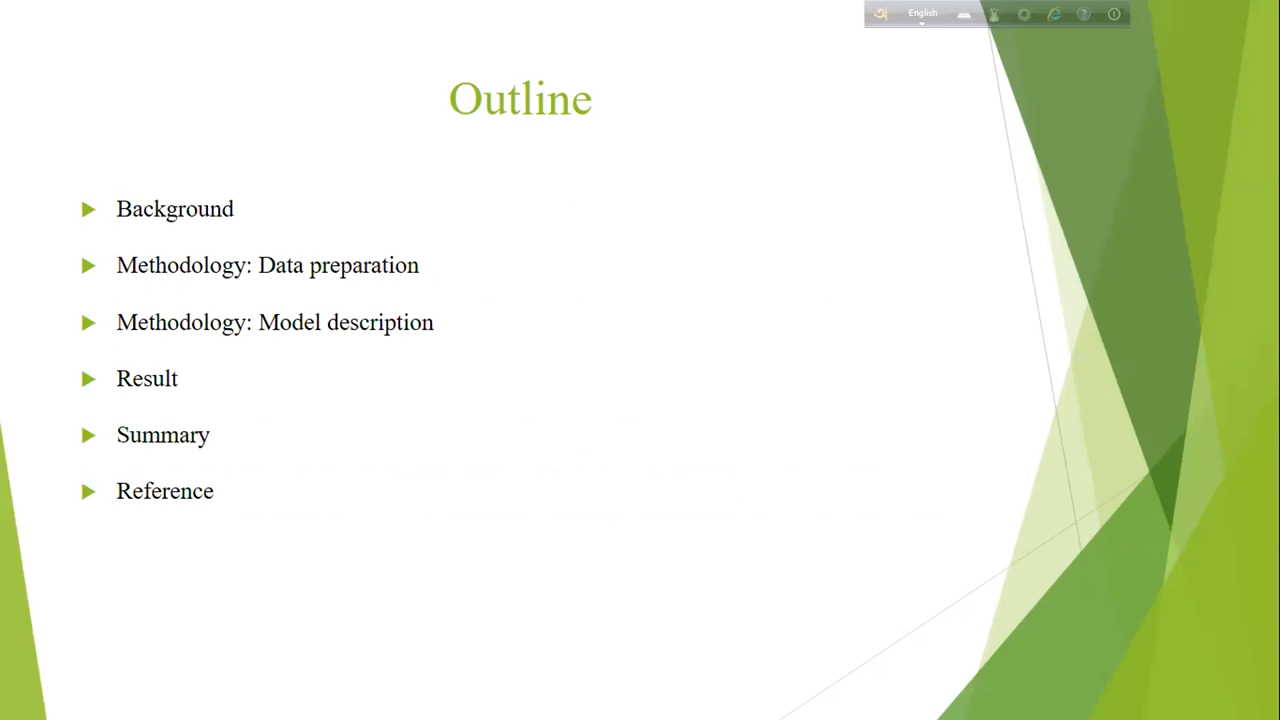 অ English
Outline
Background
Methodology: Data preparation
Methodology: Model description
Result
Summary
Reference